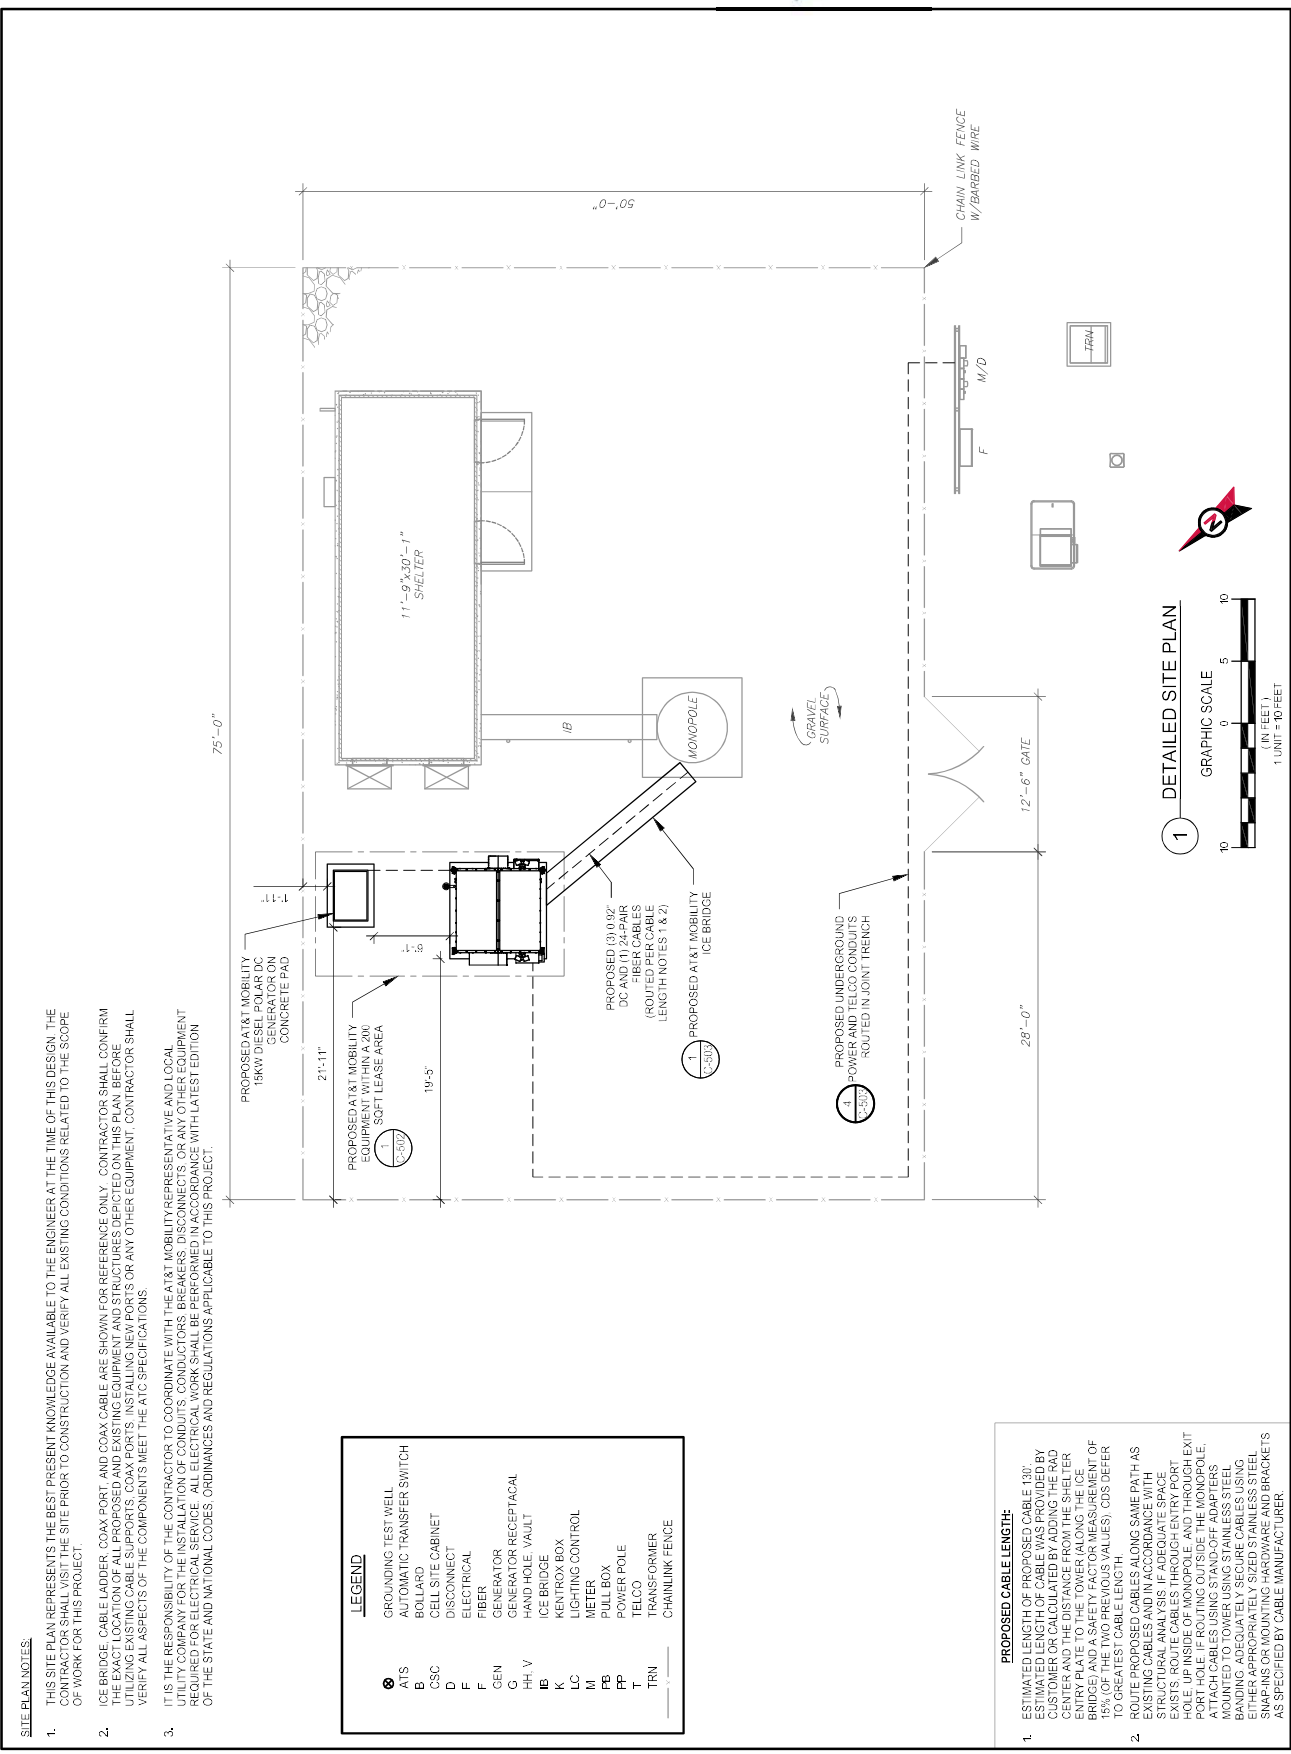 SITE PLAN NOTES:
1. THIS SITE PLAN REPRESENTS THE BEST PRESENT KNOWLEDGE AVAILABLE TO THE ENGINEER AT THE TIME OF THIS DESIGN. THE
CONTRACTOR SHALL VISIT THE SITE PRIOR TO CONSTRUCTION AND VERIFY ALL EXISTING CONDITIONS RELATED TO THE SCOPE
OF WORK FOR THIS PROJECT.
2. ICE BRIDGE, CABLE LADDER, COAX PORT, AND COAX CABLE ARE SHOWN FOR REFERENCE ONLY. CONTRACTOR SHALL CONFIRM
THE EXACT LOCATION OF ALL PROPOSED AND EXISTING EQUIPMENT AND STRUCTURES DEPICTED ON THIS PLAN. BEFORE
UTILIZING EXISTING CABLE SUPPORTS, COAX PORTS, INSTALLING NEW PORTS OR ANY OTHER EQUIPMENT, CONTRACTOR SHALL
VERIFY ALL ASPECTS OF THE COMPONENTS MEET THE ATC SPECIFICATIONS.
3. IT IS THE RESPONSIBILITY OF THE CONTRACTOR TO COORDINATE WITH THE AT&T MOBILITY REPRESENTATIVE AND LOCAL
UTILITY COMPANY FOR THE INSTALLATION OF CONDUITS, CONDUCTORS, BREAKERS, DISCONNECTS, OR ANY OTHER EQUIPMENT
REQUIRED FOR ELECTRICAL SERVICE. ALL ELECTRICAL WORK SHALL BE PERFORMED IN ACCORDANCE WITH LATEST EDITION
OF THE STATE AND NATIONAL CODES, ORDINANCES AND REGULATIONS APPLICABLE TO THIS PROJECT.
LEGEND
GROUNDING TEST WELL
ATS AUTOMATIC TRANSFER SWITCH
B BOLLARD
CSC CELL SITE CABINET
D DISCONNECT
E ELECTRICAL
F FIBER
GEN GENERATOR
G GENERATOR RECEPTACAL
HH, V HAND HOLE, VAULT
IB ICE BRIDGE
K KENTROX BOX
LC LIGHTING CONTROL
M METER
PB PULL BOX
PP POWER POLE
T TELCO
TRN TRANSFORMER
x CHAINLINK FENCE
PROPOSED CABLE LENGTH:
1. ESTIMATED LENGTH OF PROPOSED CABLE 130'.
ESTIMATED LENGTH OF CABLE WAS PROVIDED BY
CUSTOMER OR CALCULATED BY ADDING THE RAD
CENTER AND THE DISTANCE FROM THE SHELTER
ENTRY PLATE TO THE TOWER (ALONG THE ICE
BRIDGE) AND A SAFETY FACTOR MEASUREMENT OF
15% (OF THE TWO PREVIOUS VALUES). CDS DEFER
TO GREATEST CABLE LENGTH.
2. ROUTE PROPOSED CABLES ALONG SAME PATH AS
EXISTING CABLES AND IN ACCORDANCE WITH
STRUCTURAL ANALYSIS. IF ADEQUATE SPACE
EXISTS, ROUTE CABLES THROUGH ENTRY PORT
HOLE, UP INSIDE OF MONOPOLE, AND THROUGH EXIT
PORT HOLE. IF ROUTING OUTSIDE THE MONOPOLE,
ATTACH CABLES USING STAND-OFF ADAPTERS
MOUNTED TO TOWER USING STAINLESS STEEL
BANDING. ADEQUATELY SECURE CABLES USING
EITHER APPROPRIATELY SIZED STAINLESS STEEL
SNAP-INS OR MOUNTING HARDWARE AND BRACKETS
AS SPECIFIED BY CABLE MANUFACTURER.
75'-0"
50'-0"
CHAIN LINK FENCE
W/BARBED WIRE
PROPOSED AT&T MOBILITY
15KW DIESEL POLAR DC
GENERATOR ON
CONCRETE PAD
1'-11"
21'-11"
6'-1"
PROPOSED AT&T MOBILITY
EQUIPMENT WITHIN A 200
SQFT LEASE AREA
1
C-502
19'-5"
11'-9"x30'-1"
SHELTER
IB
MONOPOLE
PROPOSED (3) 0.92"
DC AND (1) 24-PAIR
FIBER CABLES
(ROUTED PER CABLE
LENGTH NOTES 1 & 2)
PROPOSED AT&T MOBILITY
ICE BRIDGE
1
C-503
GRAVEL
SURFACE
PROPOSED UNDERGROUND
POWER AND TELCO CONDUITS
ROUTED IN JOINT TRENCH
4
C-503
28'-0"
12'-6" GATE
M/D
F
TRN
N
1 DETAILED SITE PLAN
GRAPHIC SCALE
10 0 5 10
( IN FEET )
1 UNIT = 10 FEET